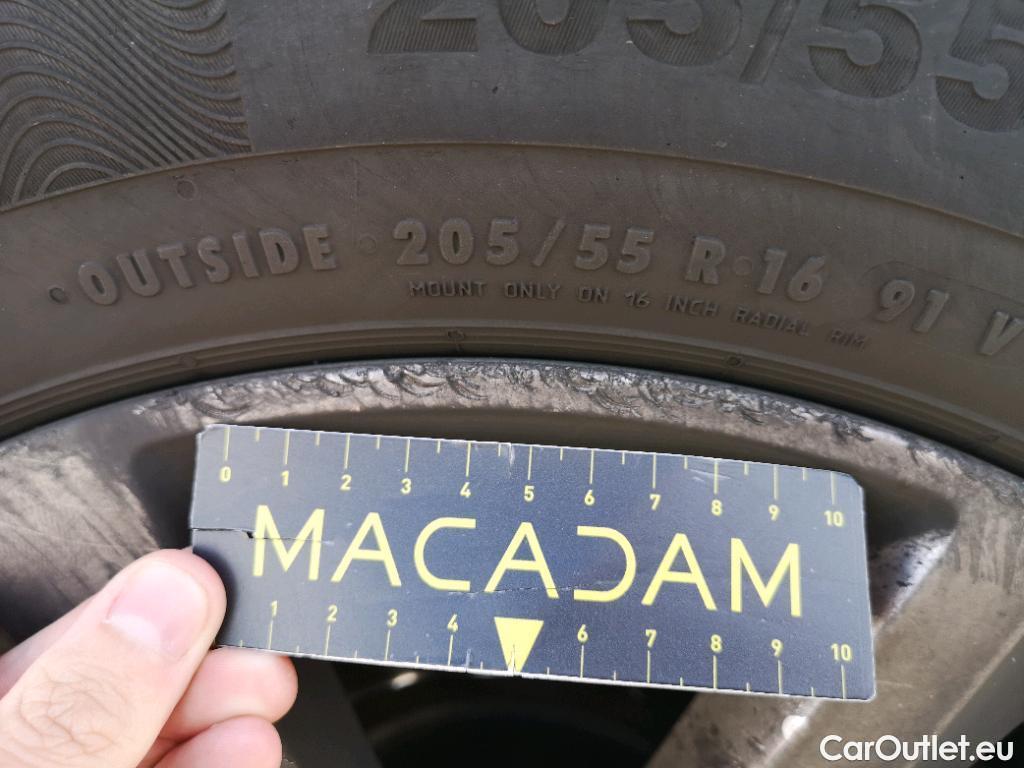 205/55
OUTSIDE 205/55 R 16 91 V
MOUNT ONLY ON 16 INCH RADIAL RIM
0 1 2 3 4 5 6 7 8 9 10
MACADAM
1 2 3 4 6 7 8 9 10
CarOutlet.eu